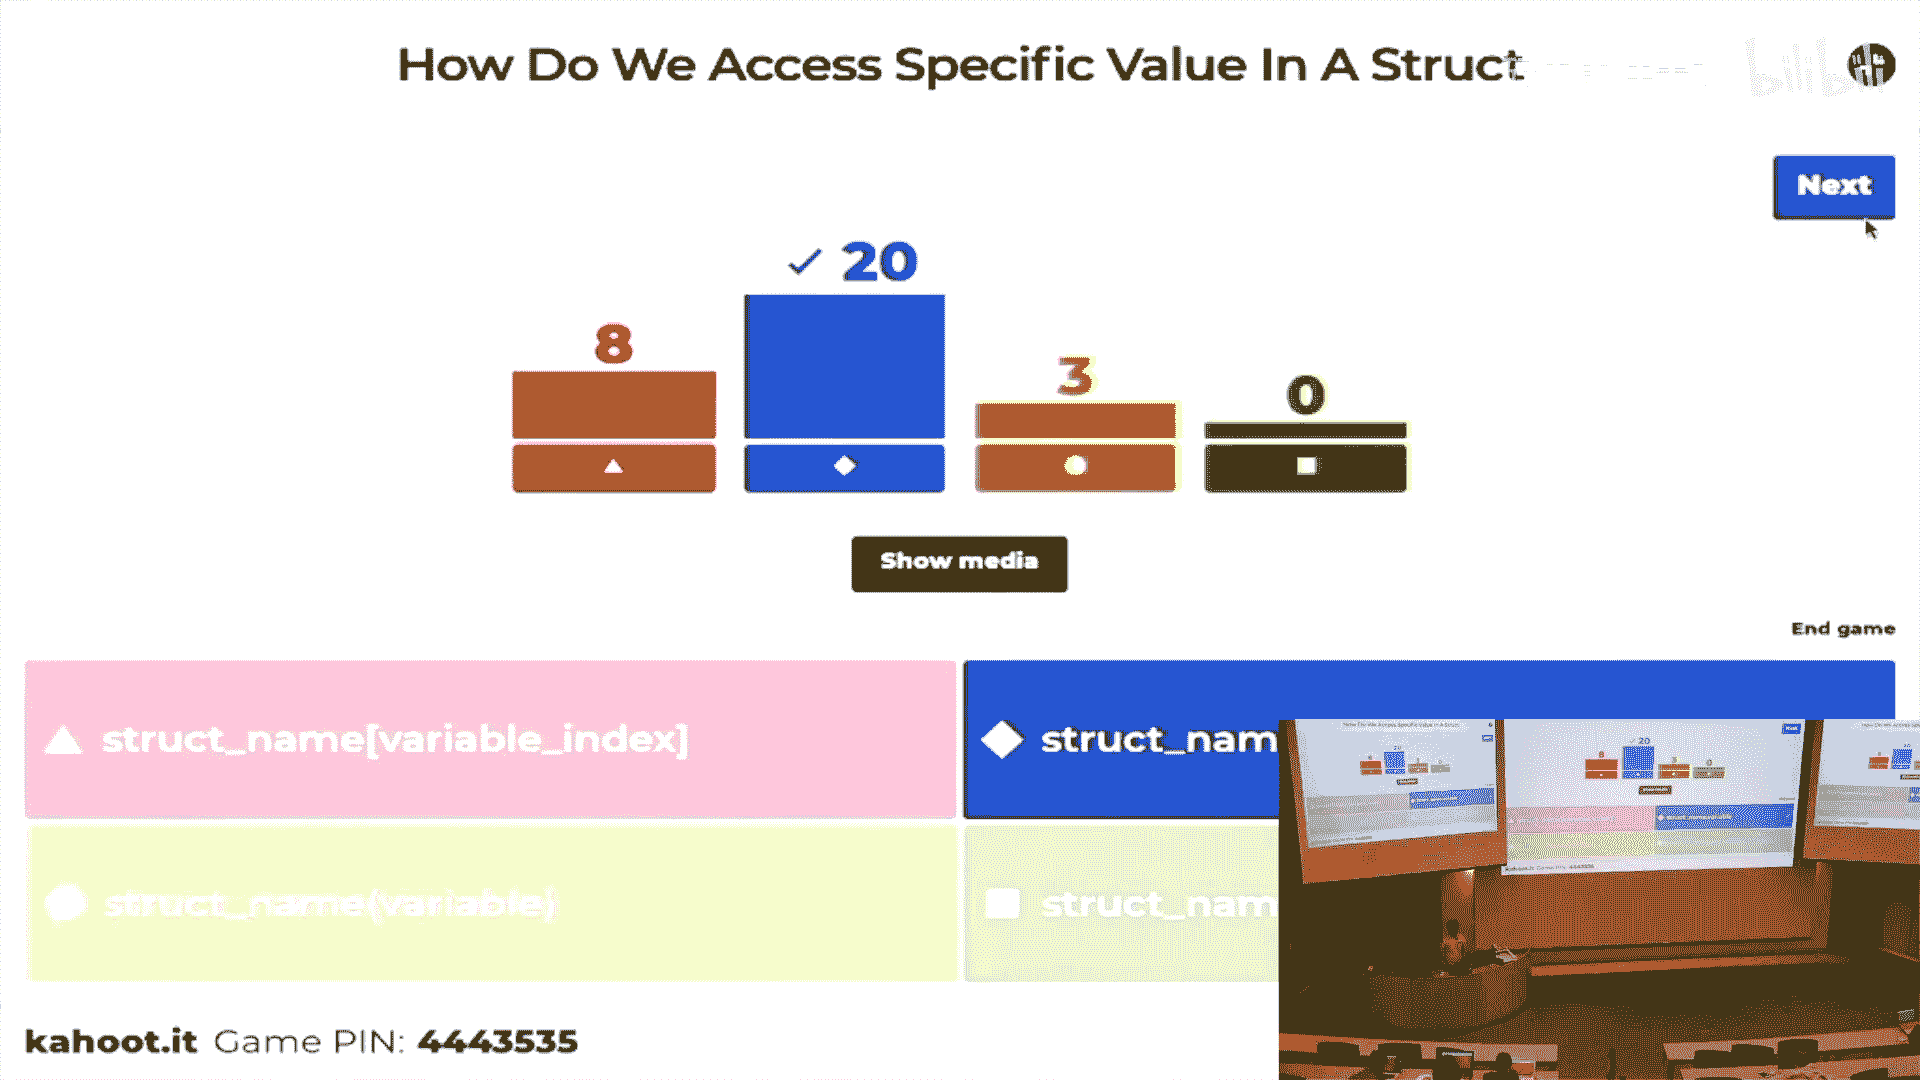 How Do We Access Specific Value In A Struct
bilibili
Next
20
8
3
0
Show media
End game
struct_name[variable_index]
struct_nam
struct_name(variable)
struct_nam
kahoot.it Game PIN: 4443535